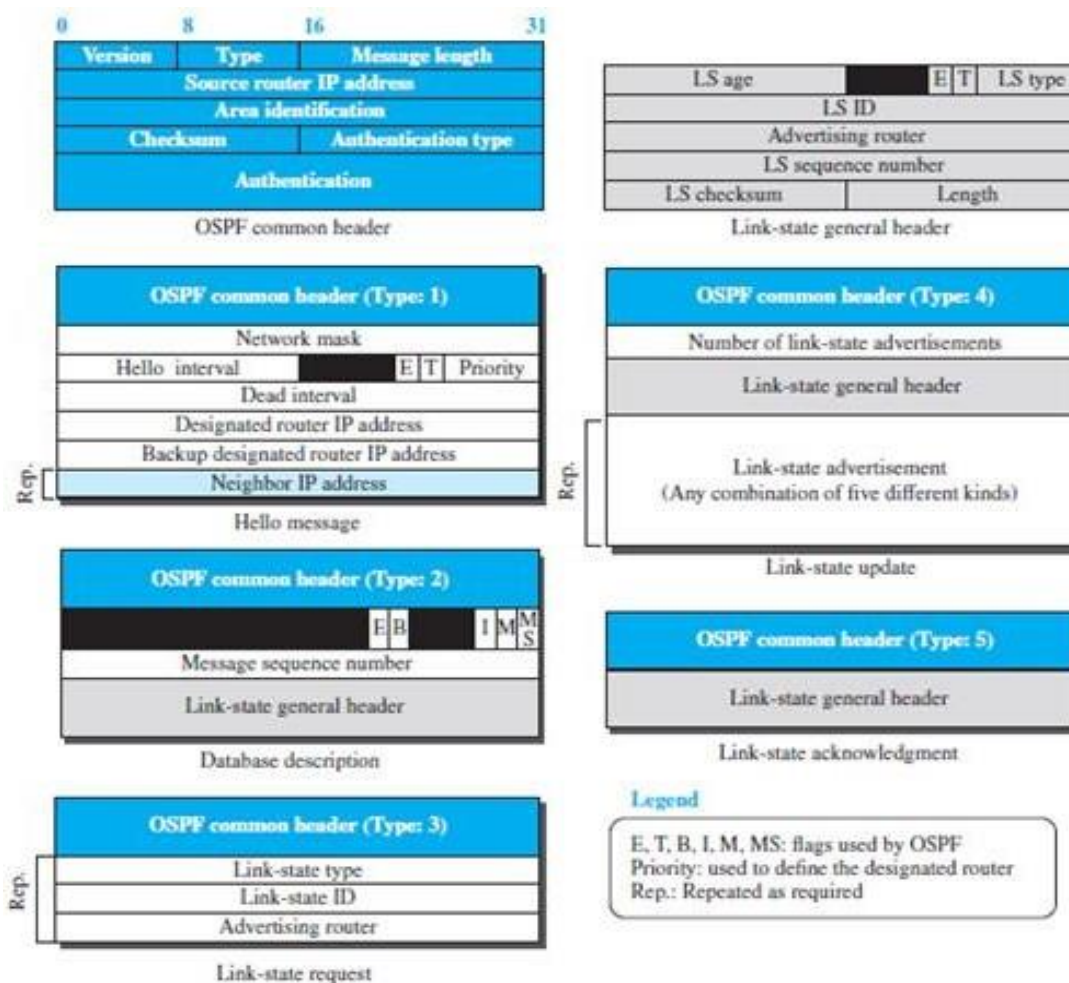 0 8 16 31
Version Type Message length
Source router IP address
Area identification
Checksum Authentication type
Authentication
OSPF common header
LS age E T LS type
LS ID
Advertising router
LS sequence number
LS checksum Length
Link-state general header
OSPF common header (Type: 1)
Network mask
Hello interval E T Priority
Dead interval
Designated router IP address
Backup designated router IP address
Rep. Neighbor IP address
Hello message
OSPF common header (Type: 4)
Number of link-state advertisements
Link-state general header
Rep.
Link-state advertisement
(Any combination of five different kinds)
Link-state update
OSPF common header (Type: 2)
E B I M M S
Message sequence number
Link-state general header
Database description
OSPF common header (Type: 5)
Link-state general header
Link-state acknowledgment
OSPF common header (Type: 3)
Rep.
Link-state type
Link-state ID
Advertising router
Link-state request
Legend
E, T, B, I, M, MS: flags used by OSPF
Priority: used to define the designated router
Rep.: Repeated as required